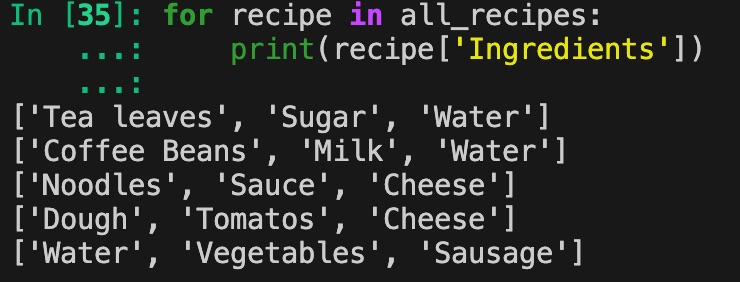 In [35]: for recipe in all_recipes:
...:     print(recipe['Ingredients'])
...:
['Tea leaves', 'Sugar', 'Water']
['Coffee Beans', 'Milk', 'Water']
['Noodles', 'Sauce', 'Cheese']
['Dough', 'Tomatos', 'Cheese']
['Water', 'Vegetables', 'Sausage']